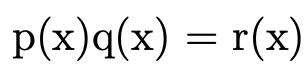 p(x)q(x) = r(x)